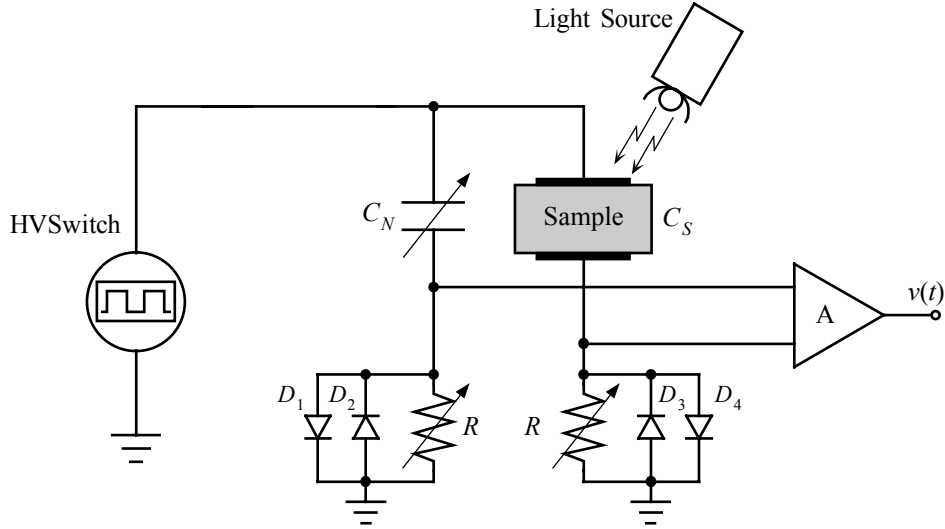 Light Source
HVSwitch
C_N
Sample
C_S
A
v(t)
D_1
D_2
R
R
D_3
D_4